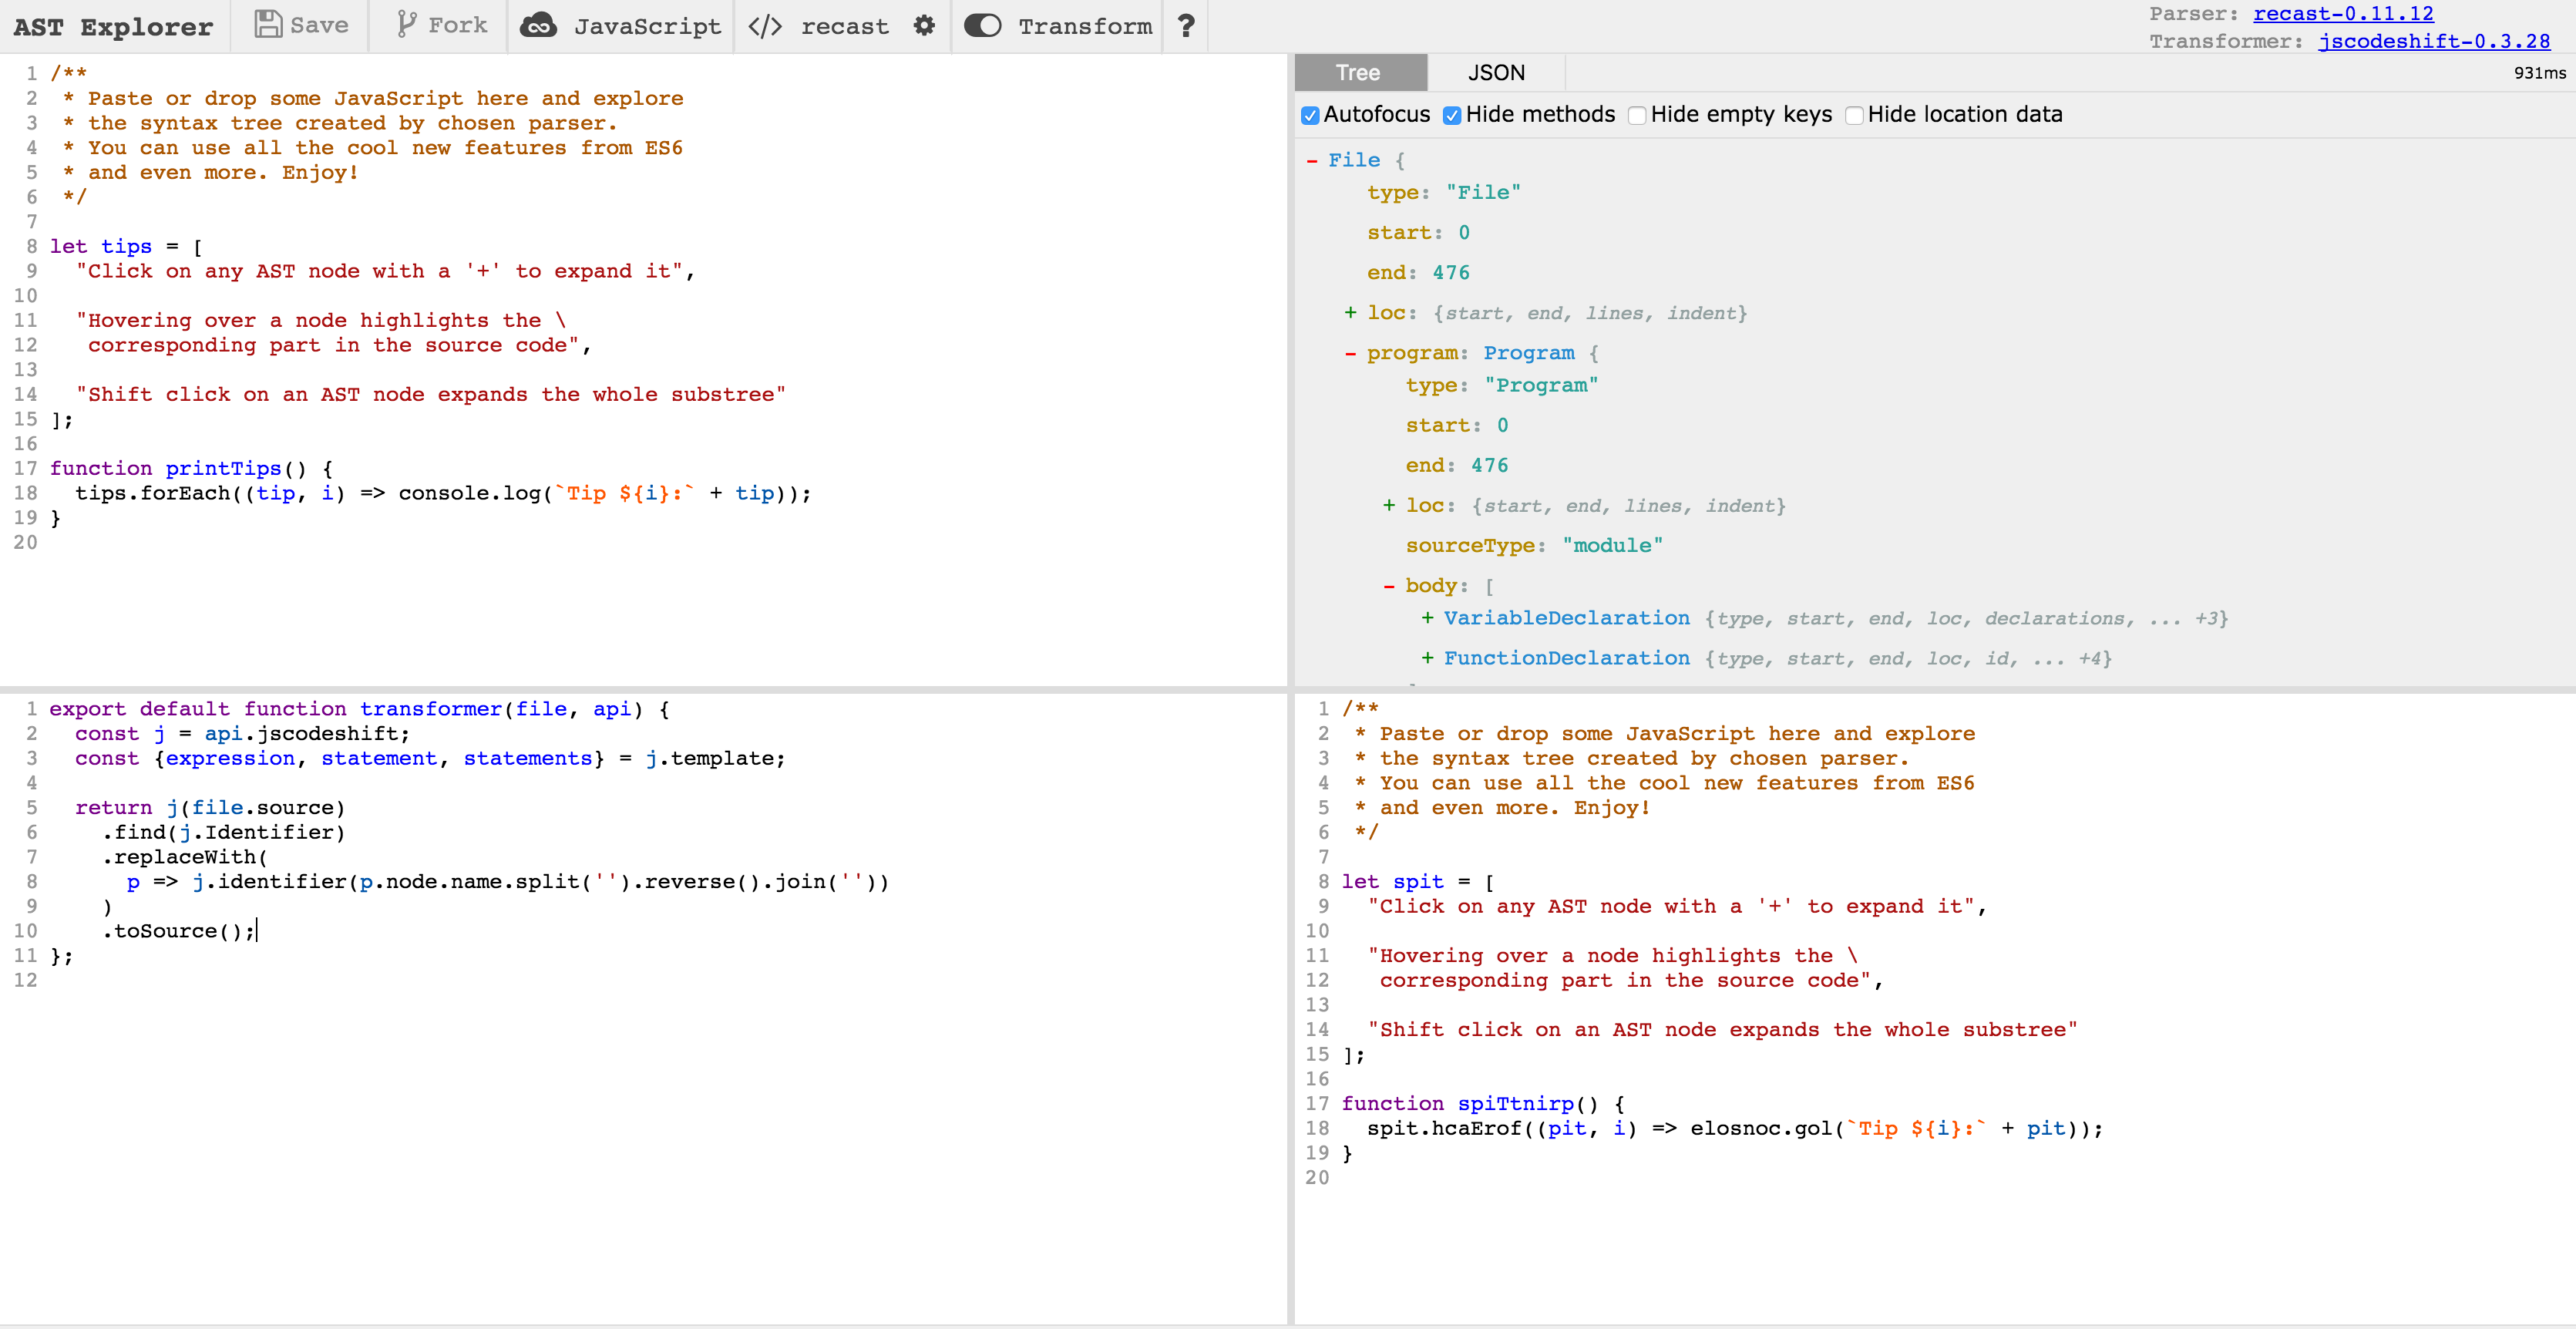 AST Explorer Save Fork JavaScript </> recast Transform ?
Parser: recast-0.11.12
Transformer: jscodeshift-0.3.28
1 /**
2  * Paste or drop some JavaScript here and explore
3  * the syntax tree created by chosen parser.
4  * You can use all the cool new features from ES6
5  * and even more. Enjoy!
6  */
7
8 let tips = [
9   "Click on any AST node with a '+' to expand it",
10
11   "Hovering over a node highlights the \
12    corresponding part in the source code",
13
14   "Shift click on an AST node expands the whole substree"
15 ];
16
17 function printTips() {
18   tips.forEach((tip, i) => console.log(`Tip ${i}:` + tip));
19 }
20
Tree JSON 931ms
Autofocus Hide methods Hide empty keys Hide location data
- File {
type: "File"
start: 0
end: 476
+ loc: {start, end, lines, indent}
- program: Program {
type: "Program"
start: 0
end: 476
+ loc: {start, end, lines, indent}
sourceType: "module"
- body: [
+ VariableDeclaration {type, start, end, loc, declarations, ... +3}
+ FunctionDeclaration {type, start, end, loc, id, ... +4}
1 export default function transformer(file, api) {
2   const j = api.jscodeshift;
3   const {expression, statement, statements} = j.template;
4
5   return j(file.source)
6     .find(j.Identifier)
7     .replaceWith(
8       p => j.identifier(p.node.name.split('').reverse().join(''))
9     )
10     .toSource();
11 };
12
1 /**
2  * Paste or drop some JavaScript here and explore
3  * the syntax tree created by chosen parser.
4  * You can use all the cool new features from ES6
5  * and even more. Enjoy!
6  */
7
8 let spit = [
9   "Click on any AST node with a '+' to expand it",
10
11   "Hovering over a node highlights the \
12    corresponding part in the source code",
13
14   "Shift click on an AST node expands the whole substree"
15 ];
16
17 function spiTtnirp() {
18   spit.hcaErof((pit, i) => elosnoc.gol(`Tip ${i}:` + pit));
19 }
20